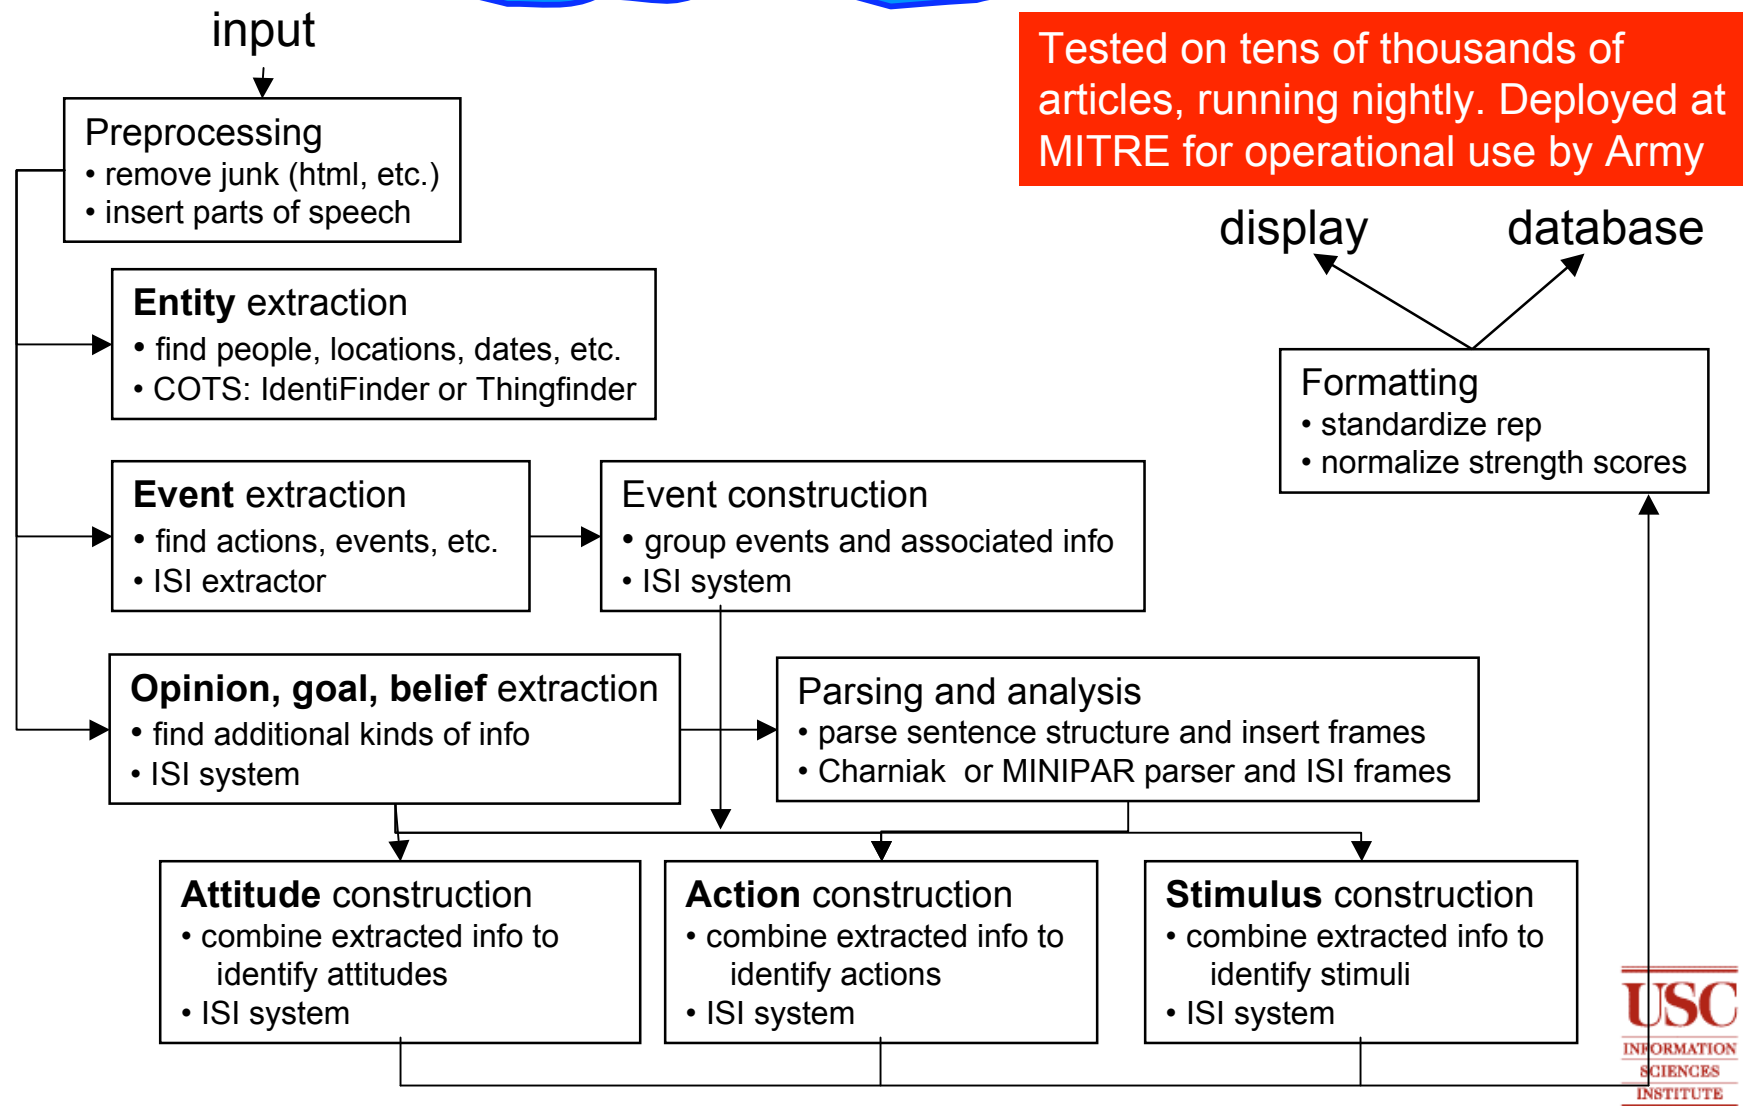 input
Tested on tens of thousands of
articles, running nightly. Deployed at
MITRE for operational use by Army
Preprocessing
• remove junk (html, etc.)
• insert parts of speech
display
database
Entity extraction
• find people, locations, dates, etc.
• COTS: IdentiFinder or Thingfinder
Formatting
• standardize rep
• normalize strength scores
Event extraction
• find actions, events, etc.
• ISI extractor
Event construction
• group events and associated info
• ISI system
Opinion, goal, belief extraction
• find additional kinds of info
• ISI system
Parsing and analysis
• parse sentence structure and insert frames
• Charniak or MINIPAR parser and ISI frames
Attitude construction
• combine extracted info to
identify attitudes
• ISI system
Action construction
• combine extracted info to
identify actions
• ISI system
Stimulus construction
• combine extracted info to
identify stimuli
• ISI system
USC
INFORMATION
SCIENCES
INSTITUTE